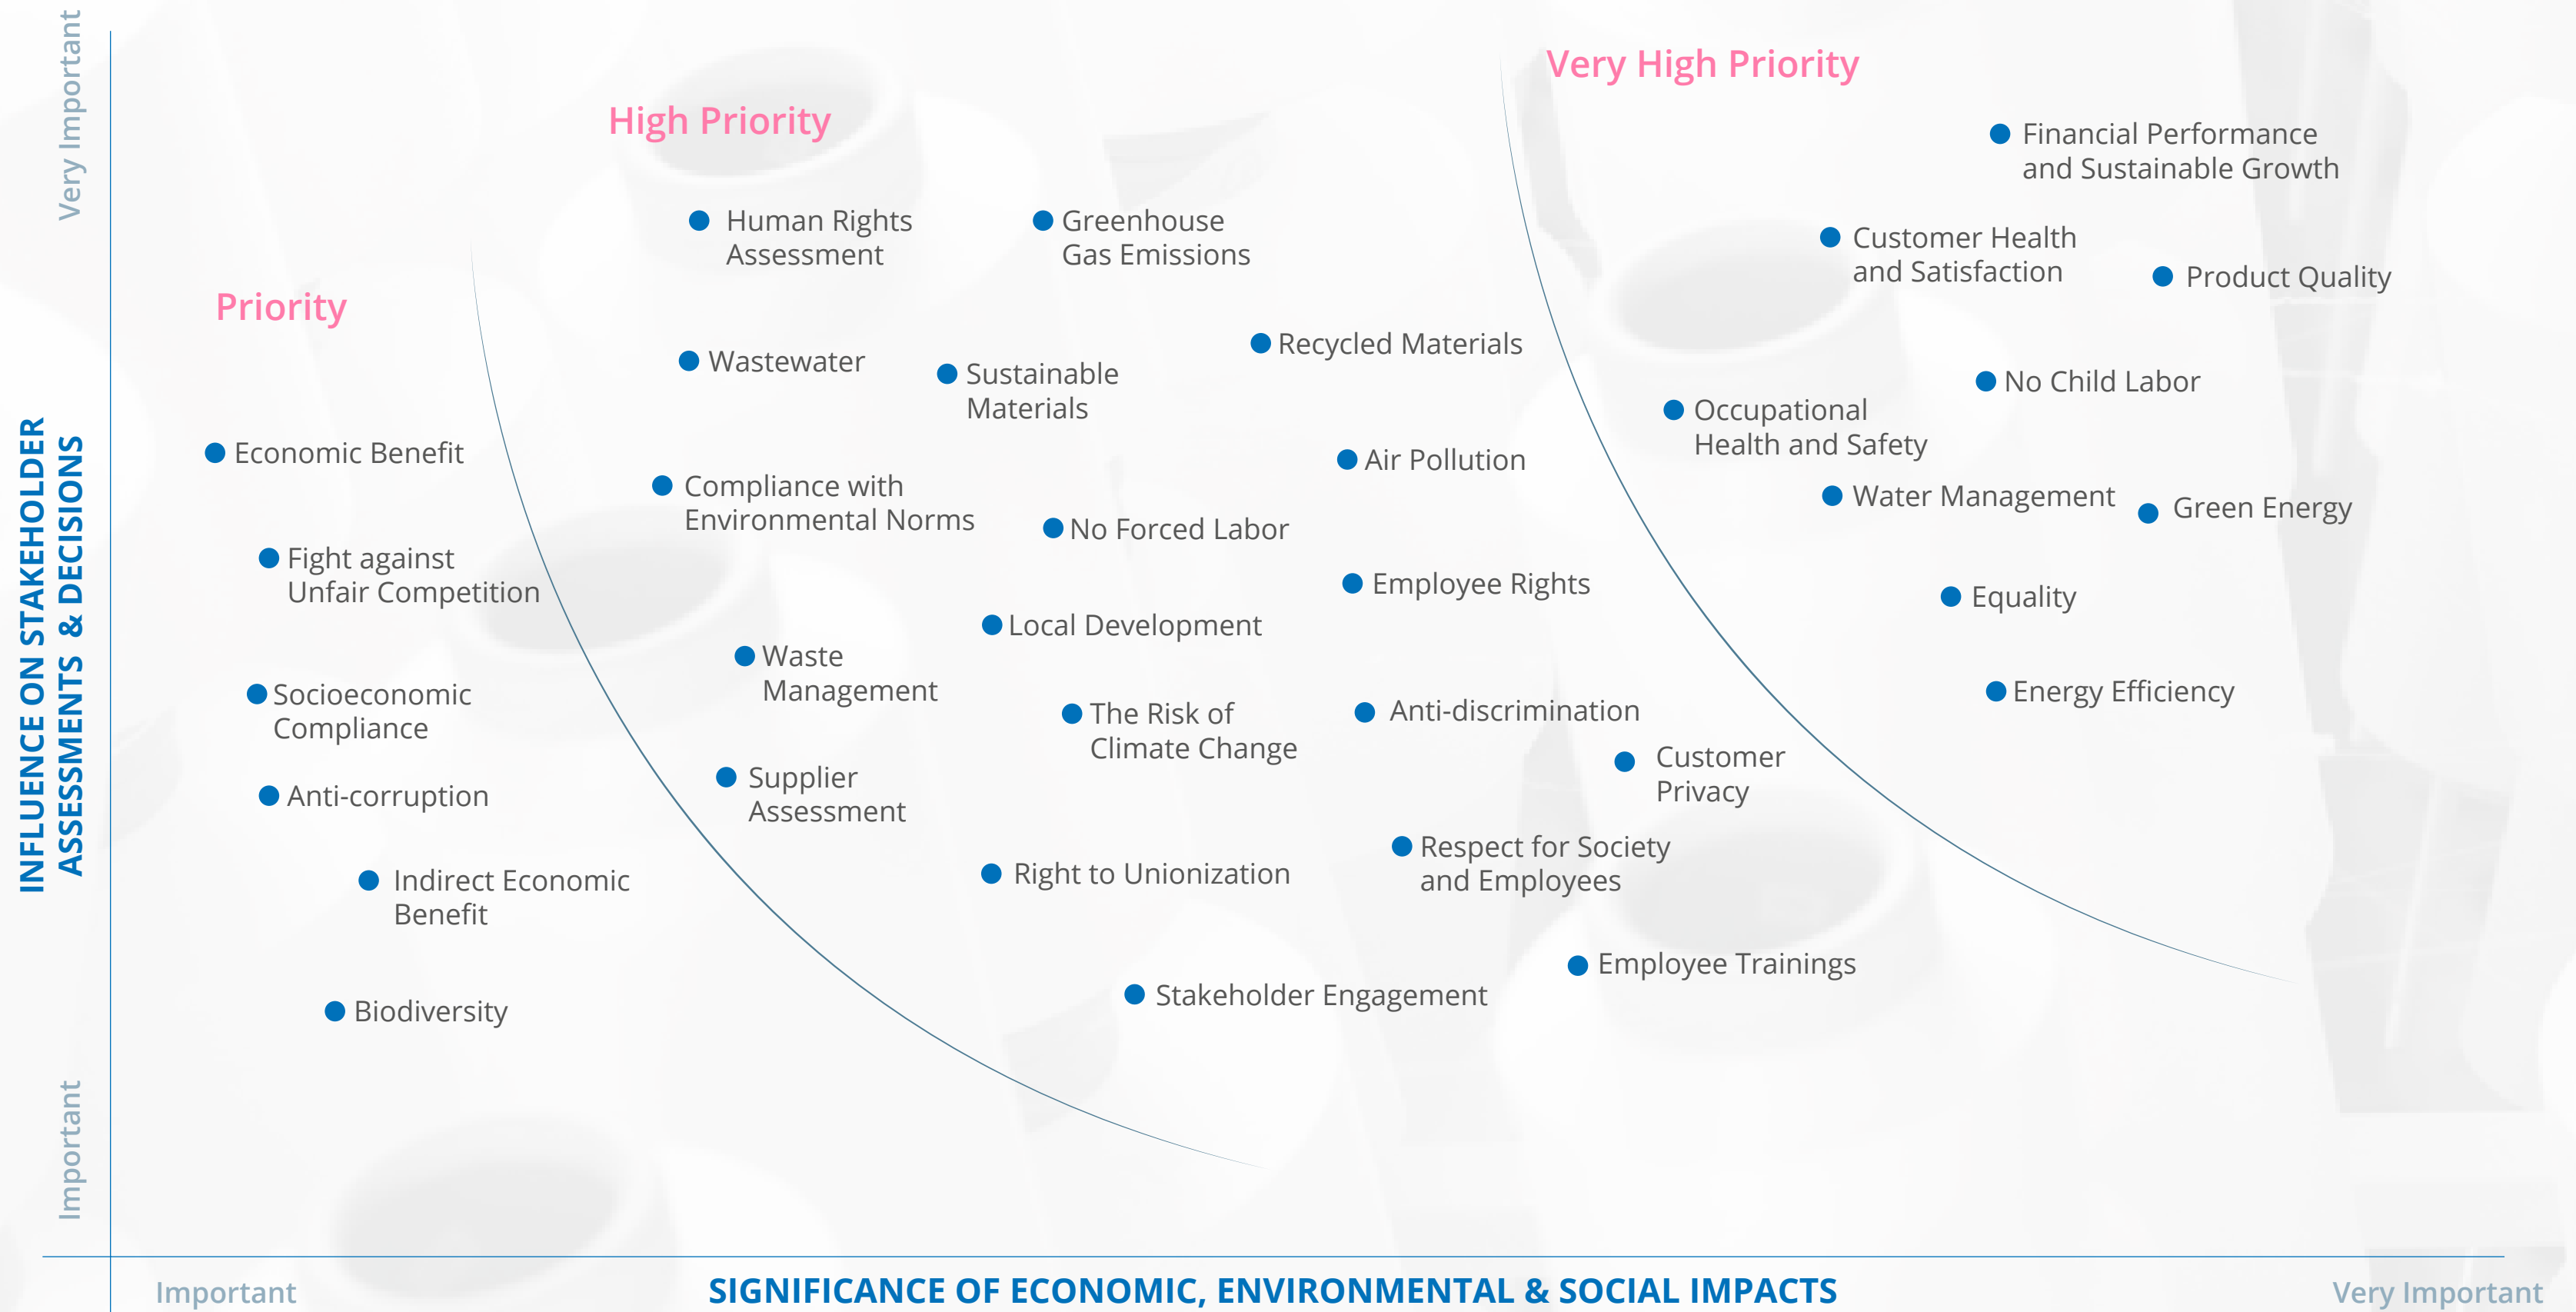 Very Important
INFLUENCE ON STAKEHOLDER
ASSESSMENTS & DECISIONS
Important
Priority
Economic Benefit
Fight against
Unfair Competition
Socioeconomic
Compliance
Anti-corruption
Indirect Economic
Benefit
Biodiversity
High Priority
Human Rights
Assessment
Greenhouse
Gas Emissions
Wastewater
Sustainable
Materials
Recycled Materials
Compliance with
Environmental Norms
Air Pollution
No Forced Labor
Employee Rights
Local Development
Waste
Management
The Risk of
Climate Change
Anti-discrimination
Supplier
Assessment
Customer
Privacy
Right to Unionization
Respect for Society
and Employees
Employee Trainings
Stakeholder Engagement
Very High Priority
Financial Performance
and Sustainable Growth
Customer Health
and Satisfaction
Product Quality
No Child Labor
Occupational
Health and Safety
Water Management
Green Energy
Equality
Energy Efficiency
Important
SIGNIFICANCE OF ECONOMIC, ENVIRONMENTAL & SOCIAL IMPACTS
Very Important